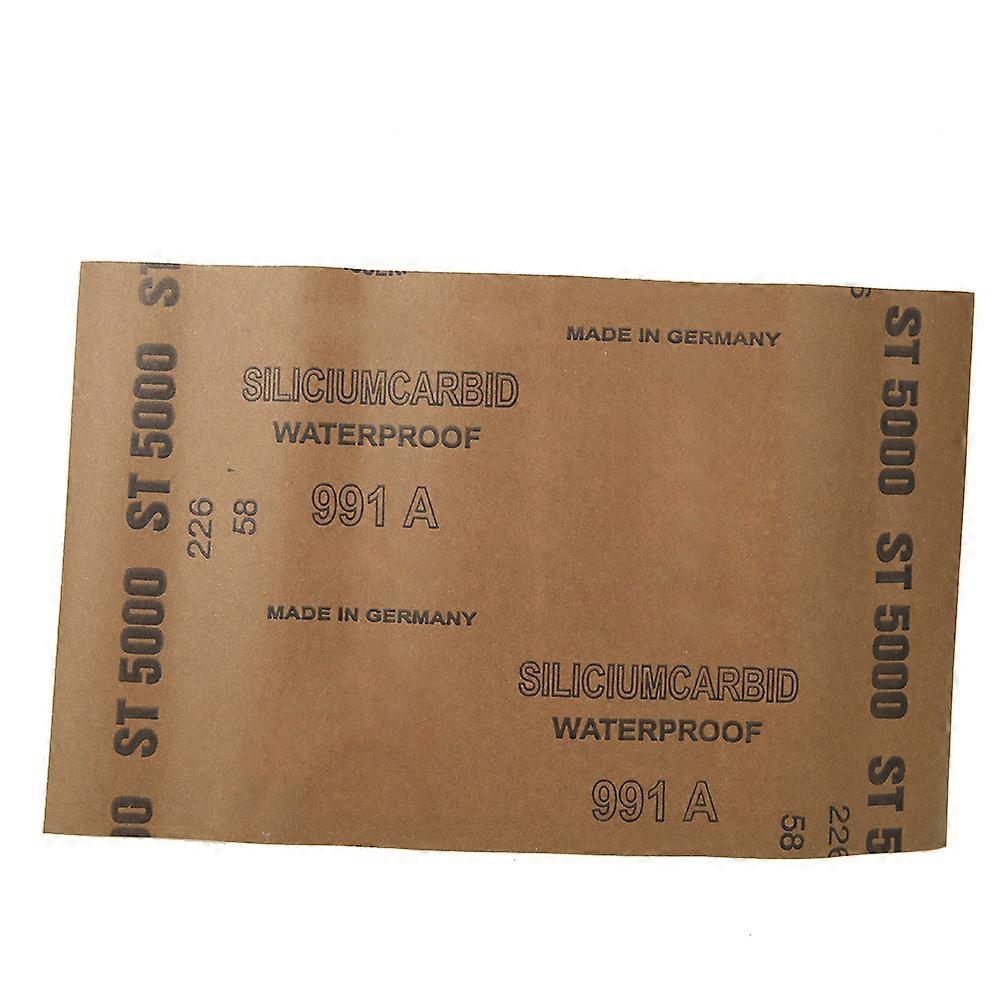 MADE IN GERMANY
SILICIUMCARBID
WATERPROOF
991 A
MADE IN GERMANY
SILICIUMCARBID
WATERPROOF
991 A
ST 5000 ST 5000
226
58
ST 5000 ST 5000
58